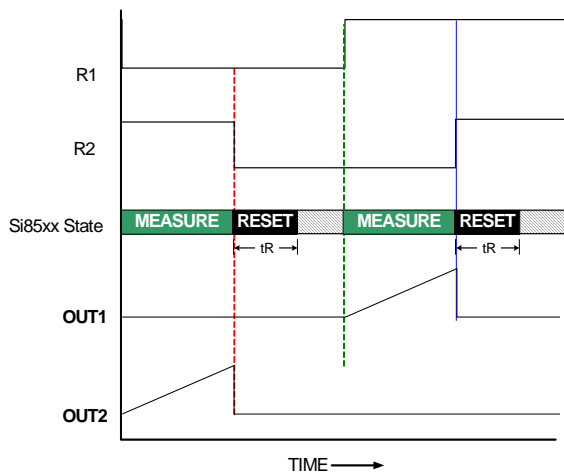 R1
R2
Si85xx State
MEASURE
RESET
MEASURE
RESET
tR
tR
OUT1
OUT2
TIME